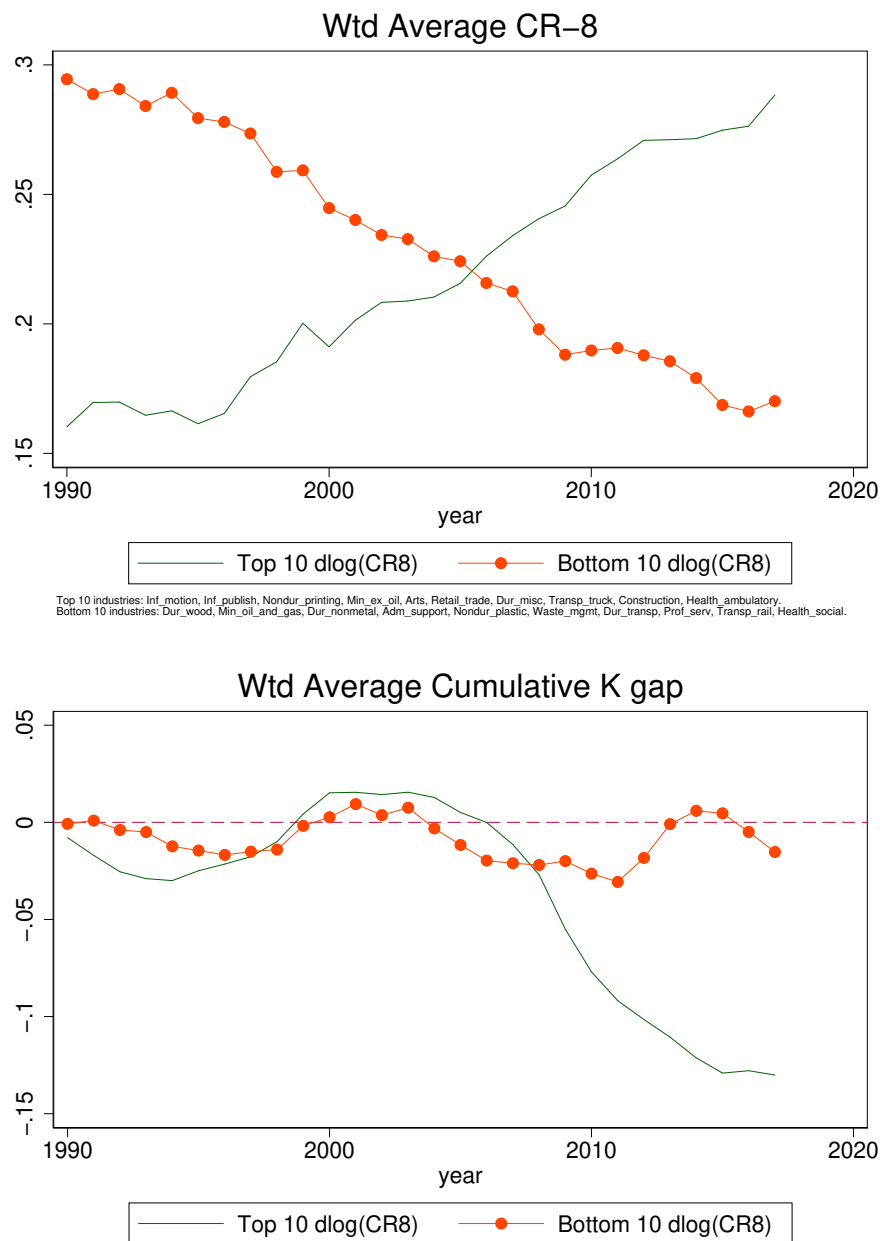 Wtd Average CR−8
.3
.25
.2
.15
1990 2000 2010 2020
year
Top 10 dlog(CR8) Bottom 10 dlog(CR8)
Top 10 industries: Inf_motion, Inf_publish, Nondur_printing, Min_ex_oil, Arts, Retail_trade, Dur_misc, Transp_truck, Construction, Health_ambulatory.
Bottom 10 industries: Dur_wood, Min_oil_and_gas, Dur_nonmetal, Adm_support, Nondur_plastic, Waste_mgmt, Dur_transp, Prof_serv, Transp_rail, Health_social.
Wtd Average Cumulative K gap
.05
0
−.05
−.1
−.15
1990 2000 2010 2020
year
Top 10 dlog(CR8) Bottom 10 dlog(CR8)